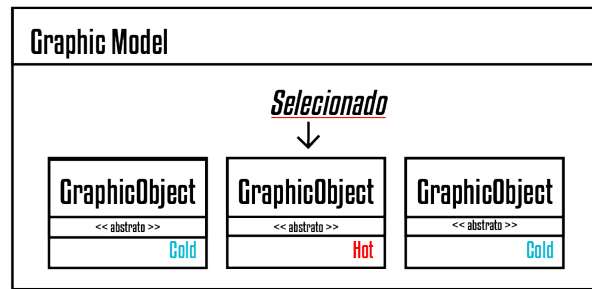 Graphic Model
Selecionado
GraphicObject GraphicObject GraphicObject
<< abstrato >> << abstrato >> << abstrato >>
Cold Hot Cold